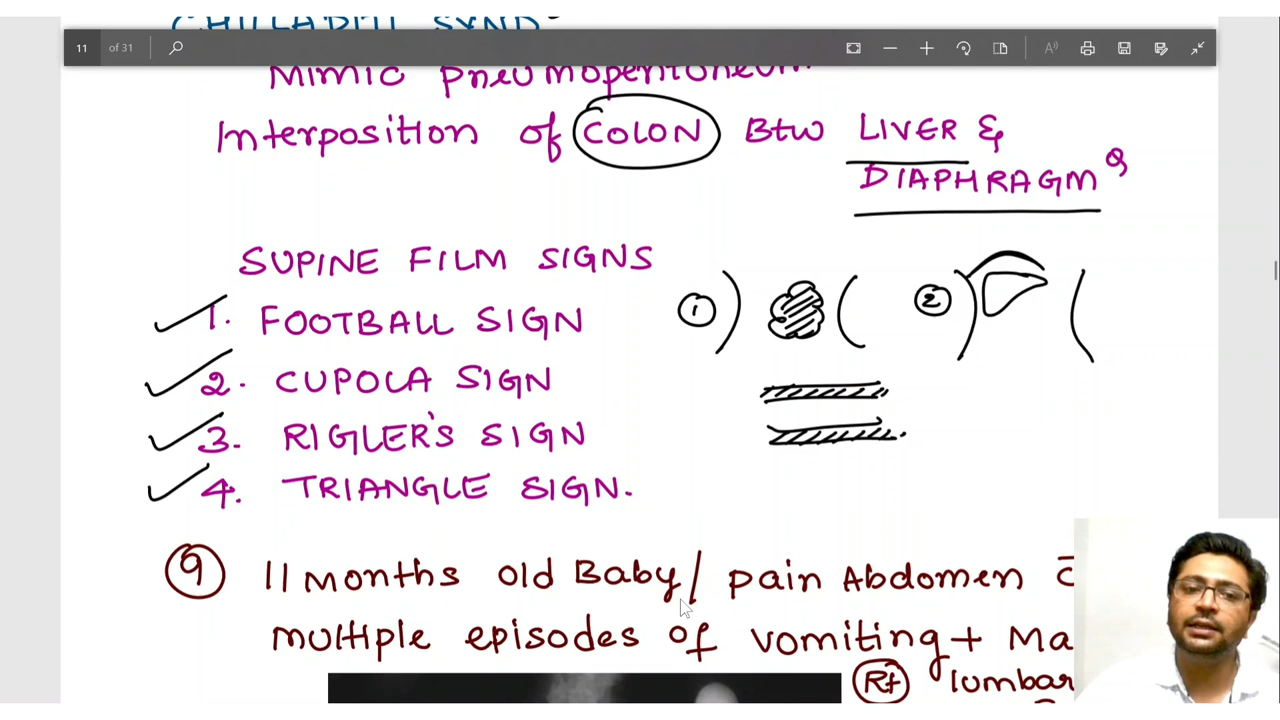 CHILLADITI SYND
11 of 31
Mimic pneumoperitoneum
Interposition of COLON Btw LIVER &
DIAPHRAGM
SUPINE FILM SIGNS
1. FOOTBALL SIGN
2. CUPOLA SIGN
3. RIGLER'S SIGN
4. TRIANGLE SIGN.
1 2
9 11 months old Baby/ pain Abdomen c̄
multiple episodes of vomiting + Ma
Rt lumbar